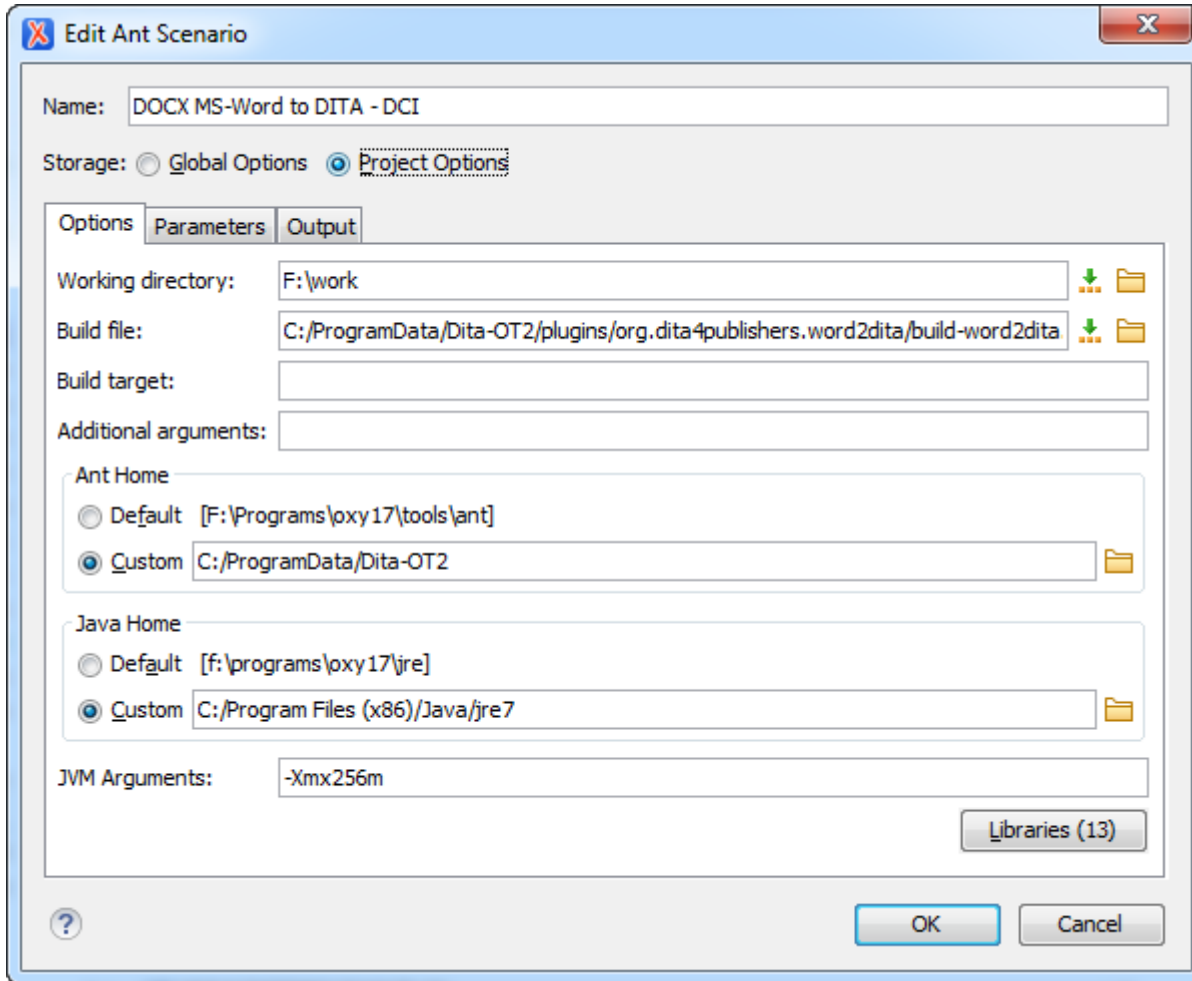 Edit Ant Scenario
Name: DOCX MS-Word to DITA - DCI
Storage: Global Options Project Options
Options Parameters Output
Working directory: F:\work
Build file: C:/ProgramData/Dita-OT2/plugins/org.dita4publishers.word2dita/build-word2dita
Build target:
Additional arguments:
Ant Home
Default [F:\Programs\oxy17\tools\ant]
Custom C:/ProgramData/Dita-OT2
Java Home
Default [f:\programs\oxy17\jre]
Custom C:/Program Files (x86)/Java/jre7
JVM Arguments: -Xmx256m
Libraries (13)
? OK Cancel